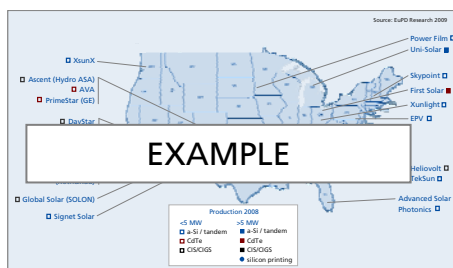 Source: EuPD Research 2009
Power Film
Uni-Solar
XsunX
Skypoint
Ascent (Hydro ASA)
AVA
First Solar
PrimeStar (GE)
Xunlight
DayStar
EPV
EXAMPLE
Heliovolt
TekSun
Global Solar (SOLON)
Advanced Solar
Photonics
Signet Solar
Production 2008
<5 MW >5 MW
a-Si / tandem a-Si / tandem
CdTe CdTe
CIS/CIGS CIS/CIGS
silicon printing